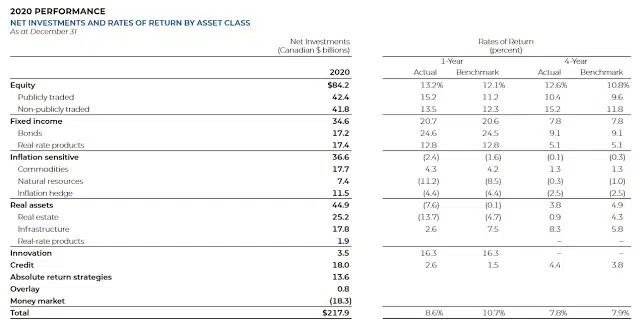 2020 PERFORMANCE
NET INVESTMENTS AND RATES OF RETURN BY ASSET CLASS
As at December 31
Net Investments Rates of Return
(Canadian $ billions) (percent)
1-Year 4-Year
2020 Actual Benchmark Actual Benchmark
Equity $84.2 13.2% 12.1% 12.6% 10.8%
Publicly traded 42.4 15.2 11.2 10.4 9.6
Non-publicly traded 41.8 13.5 12.3 15.2 11.8
Fixed income 34.6 20.7 20.6 7.8 7.8
Bonds 17.2 24.6 24.5 9.1 9.1
Real-rate products 17.4 12.8 12.8 5.1 5.1
Inflation sensitive 36.6 (2.4) (1.6) (0.1) (0.3)
Commodities 17.7 4.3 4.2 1.3 1.3
Natural resources 7.4 (11.2) (8.5) (0.3) (1.0)
Inflation hedge 11.5 (4.4) (4.4) (2.5) (2.5)
Real assets 44.9 (7.6) (0.1) 3.8 4.9
Real estate 25.2 (13.7) (4.7) 0.9 4.3
Infrastructure 17.8 2.6 7.5 8.3 5.8
Real-rate products 1.9 – –
Innovation 3.5 16.3 16.3 – –
Credit 18.0 2.6 1.5 4.4 3.8
Absolute return strategies 13.6
Overlay 0.8
Money market (18.3)
Total $217.9 8.6% 10.7% 7.8% 7.9%